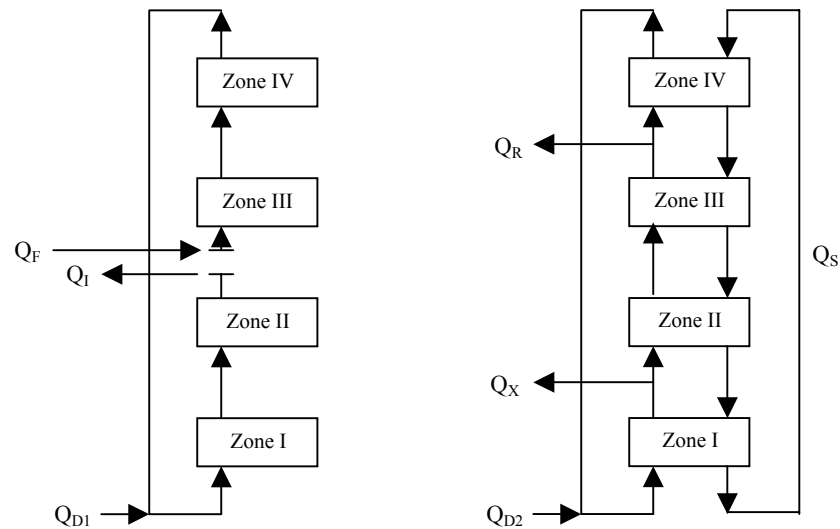 Zone IV
Zone III
Q_F
Q_I
Zone II
Zone I
Q_D1
Zone IV
Q_R
Zone III
Q_S
Zone II
Q_X
Zone I
Q_D2